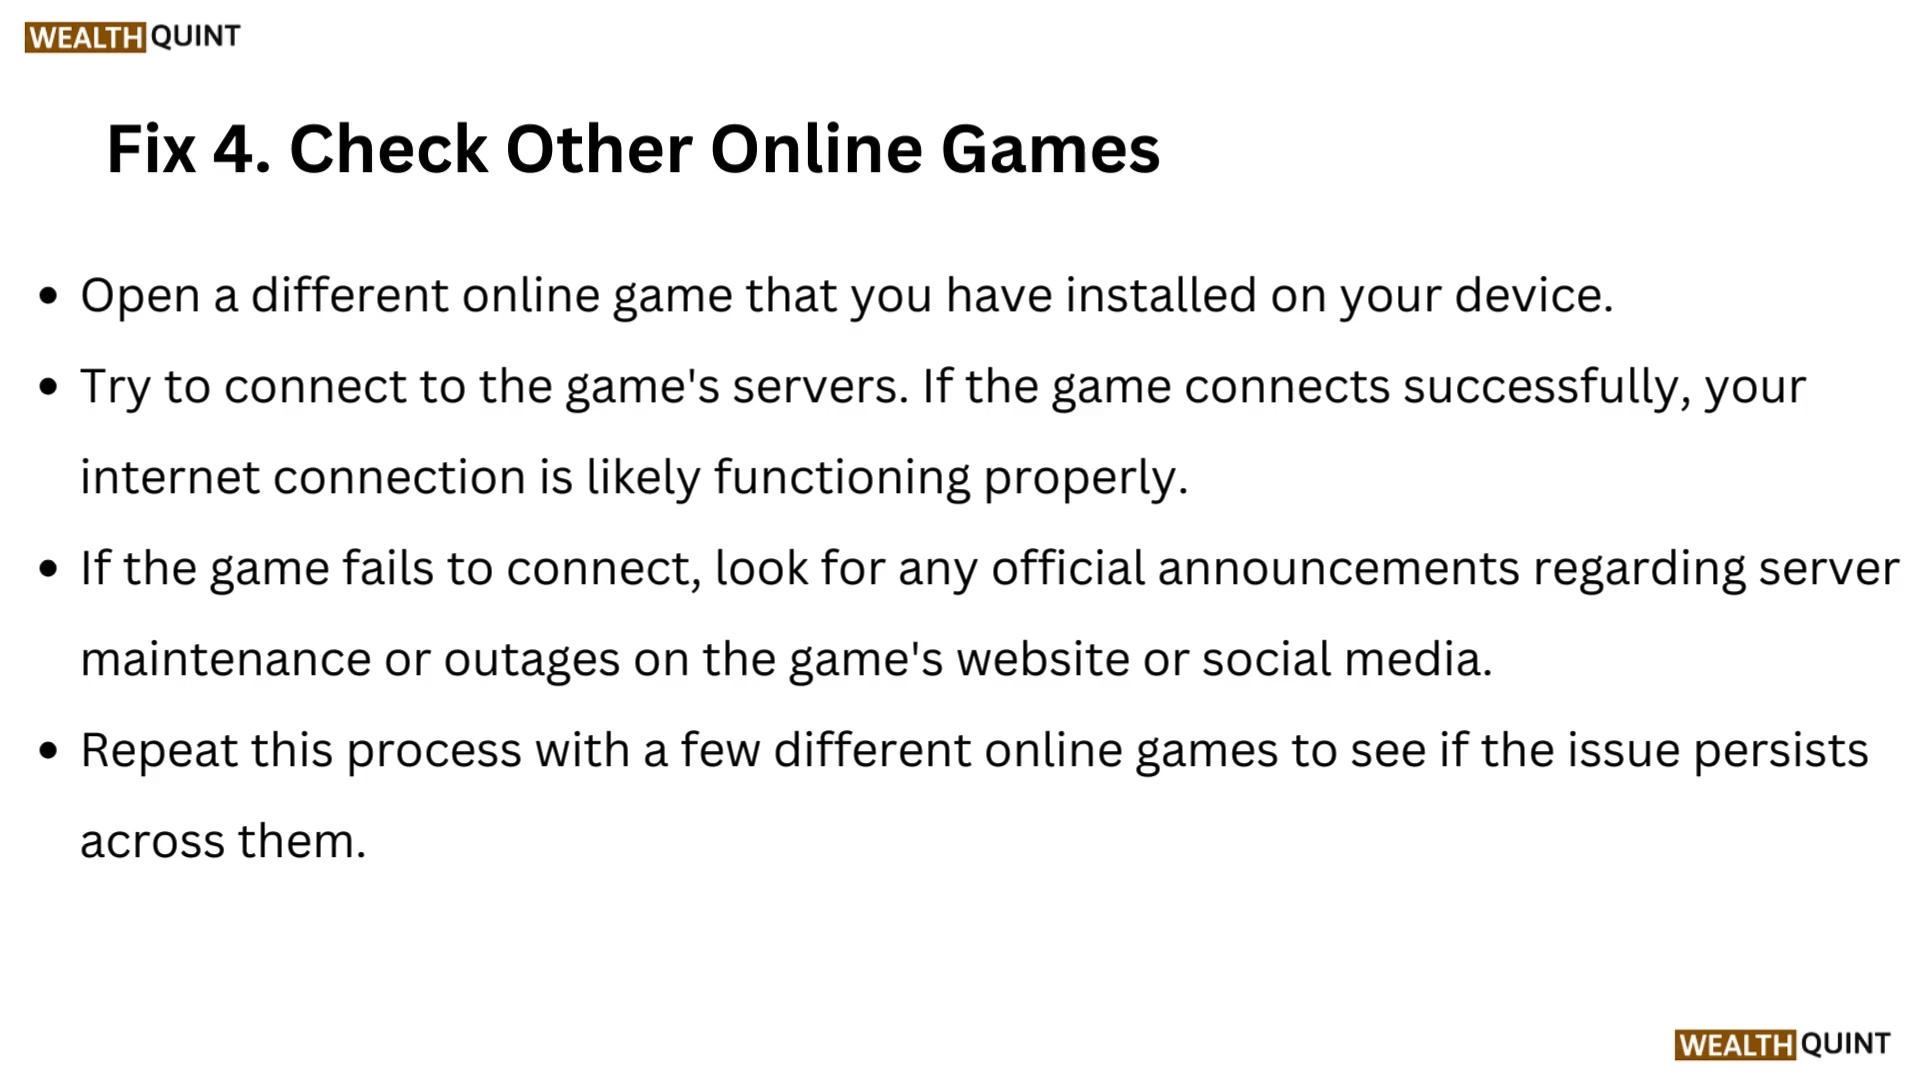 WEALTH QUINT
Fix 4. Check Other Online Games
• Open a different online game that you have installed on your device.
• Try to connect to the game's servers. If the game connects successfully, your
internet connection is likely functioning properly.
• If the game fails to connect, look for any official announcements regarding server
maintenance or outages on the game's website or social media.
• Repeat this process with a few different online games to see if the issue persists
across them.
WEALTH QUINT